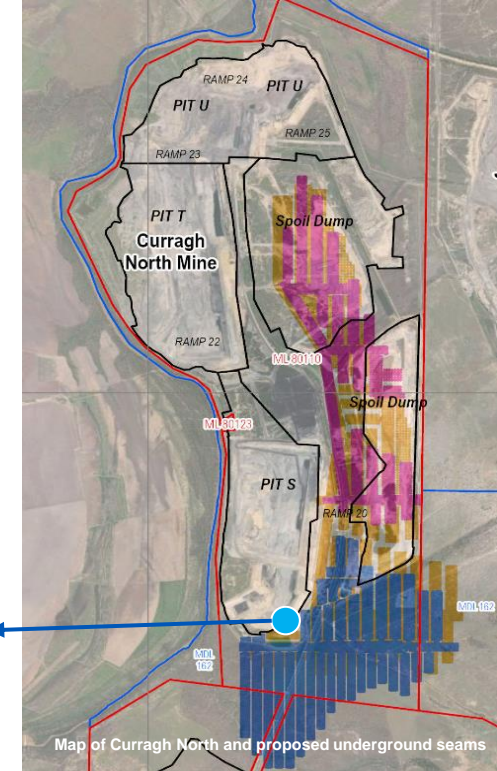 RAMP 24
PIT U
PIT U
RAMP 25
RAMP 23
PIT T
Spoil Dump
Curragh
North Mine
RAMP 22
ML 80110
Spoil Dump
ML 80123
PIT S
RAMP 20
MDL 162
MDL
162
Map of Curragh North and proposed underground seams